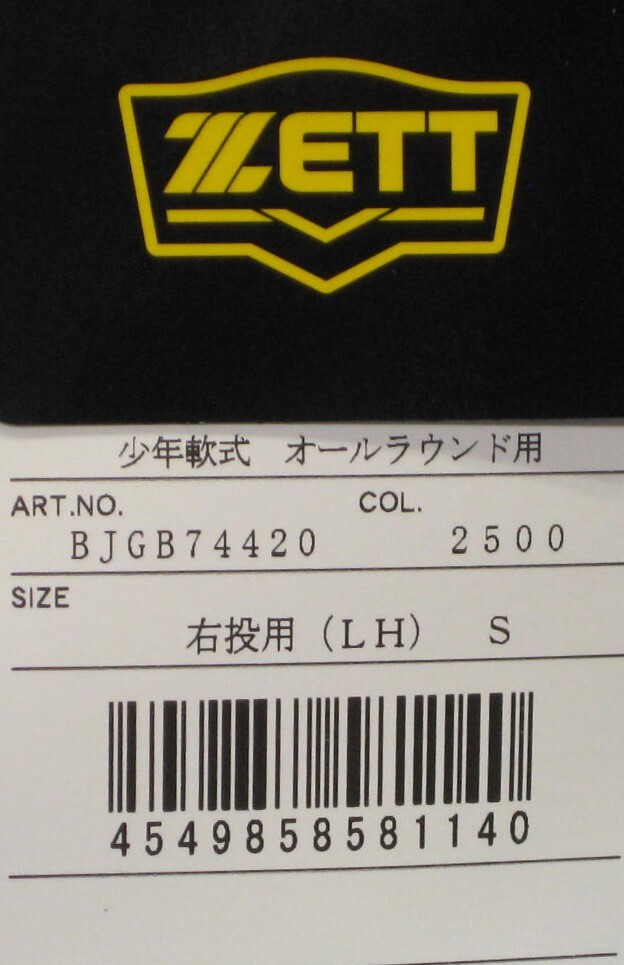 ZETT
少年軟式 オールラウンド用
ART.NO. COL.
BJGB74420 2500
SIZE
右投用(LH) S
4549858581140